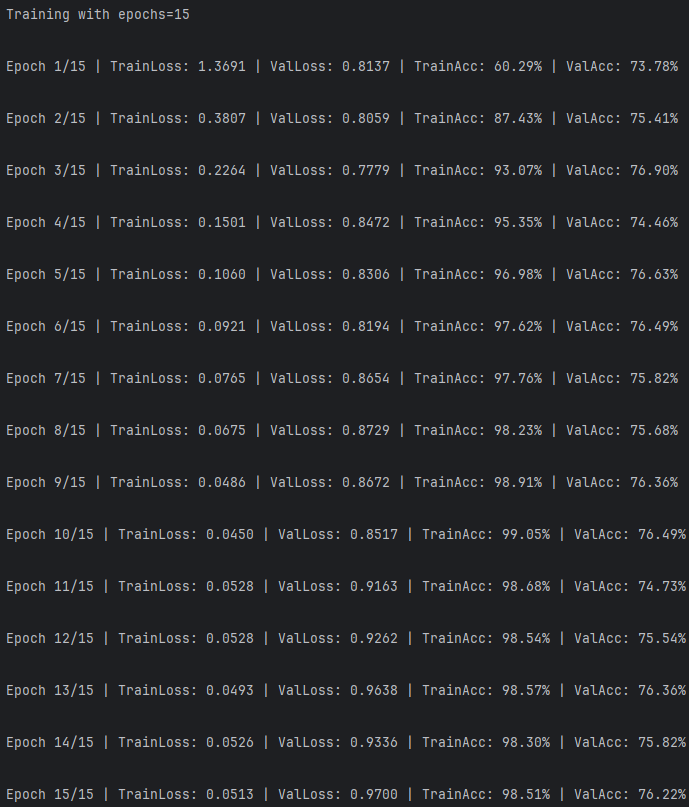 Training with epochs=15
Epoch 1/15 | TrainLoss: 1.3691 | ValLoss: 0.8137 | TrainAcc: 60.29% | ValAcc: 73.78%
Epoch 2/15 | TrainLoss: 0.3807 | ValLoss: 0.8059 | TrainAcc: 87.43% | ValAcc: 75.41%
Epoch 3/15 | TrainLoss: 0.2264 | ValLoss: 0.7779 | TrainAcc: 93.07% | ValAcc: 76.90%
Epoch 4/15 | TrainLoss: 0.1501 | ValLoss: 0.8472 | TrainAcc: 95.35% | ValAcc: 74.46%
Epoch 5/15 | TrainLoss: 0.1060 | ValLoss: 0.8306 | TrainAcc: 96.98% | ValAcc: 76.63%
Epoch 6/15 | TrainLoss: 0.0921 | ValLoss: 0.8194 | TrainAcc: 97.62% | ValAcc: 76.49%
Epoch 7/15 | TrainLoss: 0.0765 | ValLoss: 0.8654 | TrainAcc: 97.76% | ValAcc: 75.82%
Epoch 8/15 | TrainLoss: 0.0675 | ValLoss: 0.8729 | TrainAcc: 98.23% | ValAcc: 75.68%
Epoch 9/15 | TrainLoss: 0.0486 | ValLoss: 0.8672 | TrainAcc: 98.91% | ValAcc: 76.36%
Epoch 10/15 | TrainLoss: 0.0450 | ValLoss: 0.8517 | TrainAcc: 99.05% | ValAcc: 76.49%
Epoch 11/15 | TrainLoss: 0.0528 | ValLoss: 0.9163 | TrainAcc: 98.68% | ValAcc: 74.73%
Epoch 12/15 | TrainLoss: 0.0528 | ValLoss: 0.9262 | TrainAcc: 98.54% | ValAcc: 75.54%
Epoch 13/15 | TrainLoss: 0.0493 | ValLoss: 0.9638 | TrainAcc: 98.57% | ValAcc: 76.36%
Epoch 14/15 | TrainLoss: 0.0526 | ValLoss: 0.9336 | TrainAcc: 98.30% | ValAcc: 75.82%
Epoch 15/15 | TrainLoss: 0.0513 | ValLoss: 0.9700 | TrainAcc: 98.51% | ValAcc: 76.22%